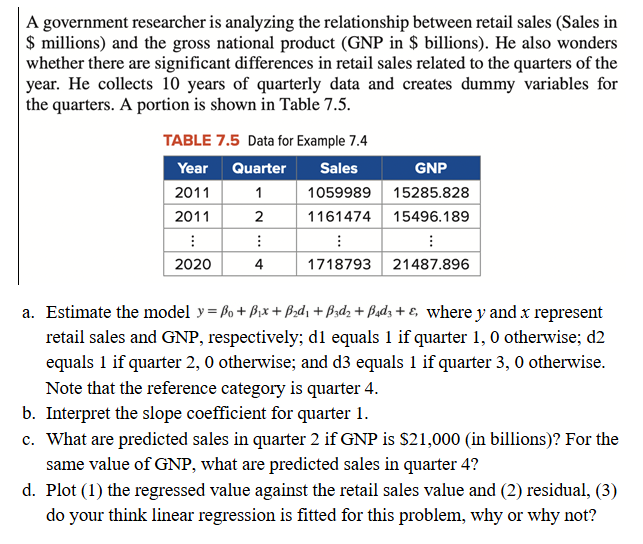 A government researcher is analyzing the relationship between retail sales (Sales in
$ millions) and the gross national product (GNP in $ billions). He also wonders
whether there are significant differences in retail sales related to the quarters of the
year. He collects 10 years of quarterly data and creates dummy variables for
the quarters. A portion is shown in Table 7.5.
TABLE 7.5 Data for Example 7.4
Year Quarter Sales GNP
2011 1 1059989 15285.828
2011 2 1161474 15496.189
⋮ ⋮ ⋮ ⋮
2020 4 1718793 21487.896
a. Estimate the model y = β₀ + β₁x + β₂d₁ + β₃d₂ + β₄d₃ + ε, where y and x represent
retail sales and GNP, respectively; d1 equals 1 if quarter 1, 0 otherwise; d2
equals 1 if quarter 2, 0 otherwise; and d3 equals 1 if quarter 3, 0 otherwise.
Note that the reference category is quarter 4.
b. Interpret the slope coefficient for quarter 1.
c. What are predicted sales in quarter 2 if GNP is $21,000 (in billions)? For the
same value of GNP, what are predicted sales in quarter 4?
d. Plot (1) the regressed value against the retail sales value and (2) residual, (3)
do your think linear regression is fitted for this problem, why or why not?